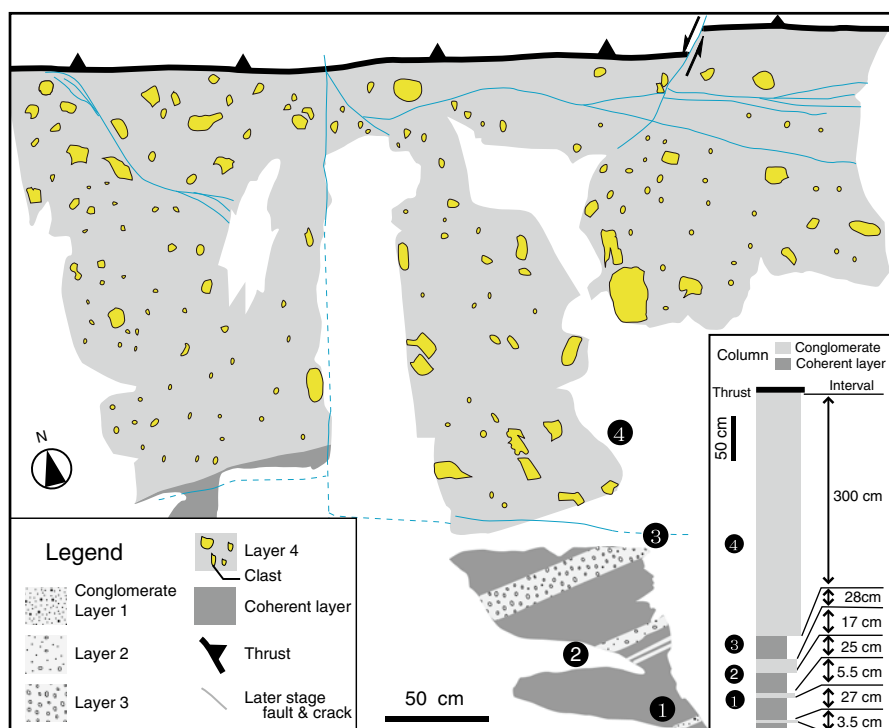 N
4
3
2
1
50 cm
Legend
Conglomerate
Layer 1
Layer 2
Layer 3
Layer 4
Clast
Coherent layer
Thrust
Later stage
fault & crack
Column
Conglomerate
Coherent layer
Thrust
Interval
50 cm
300 cm
4
28cm
17 cm
3
25 cm
2
5.5 cm
1
27 cm
3.5 cm